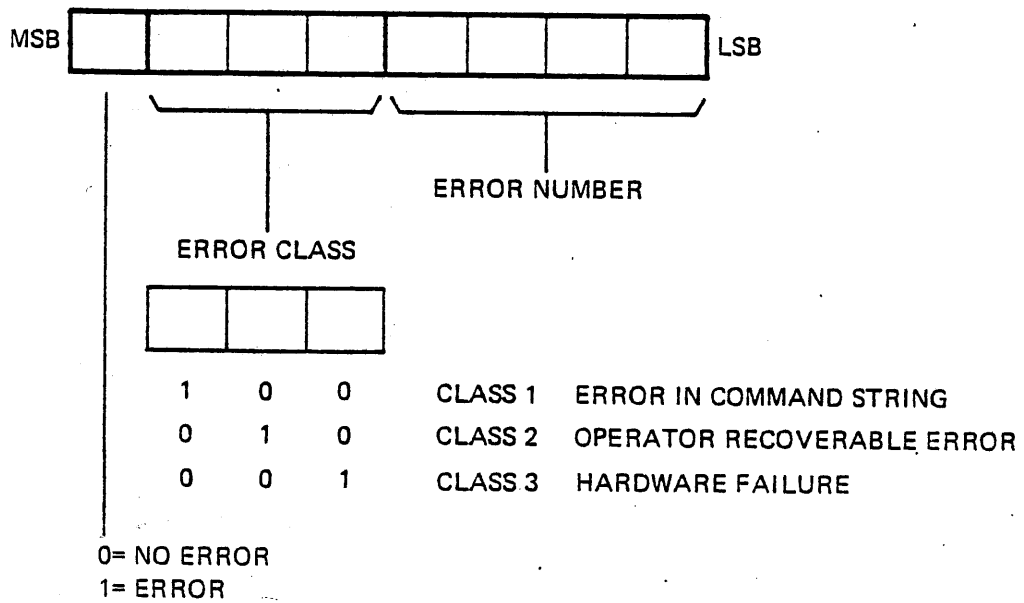 MSB LSB
ERROR NUMBER
ERROR CLASS
1 0 0 CLASS 1 ERROR IN COMMAND STRING
0 1 0 CLASS 2 OPERATOR RECOVERABLE ERROR
0 0 1 CLASS 3 HARDWARE FAILURE
0= NO ERROR
1= ERROR